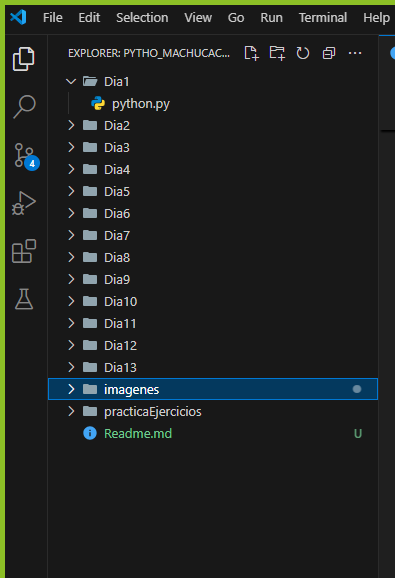 File Edit Selection View Go Run Terminal Help
EXPLORER: PYTHO_MACHUCAC...
Dia1
python.py
Dia2
Dia3
4
Dia4
Dia5
Dia6
Dia7
Dia8
Dia9
Dia10
Dia11
Dia12
Dia13
imagenes
practicaEjercicios
Readme.md U